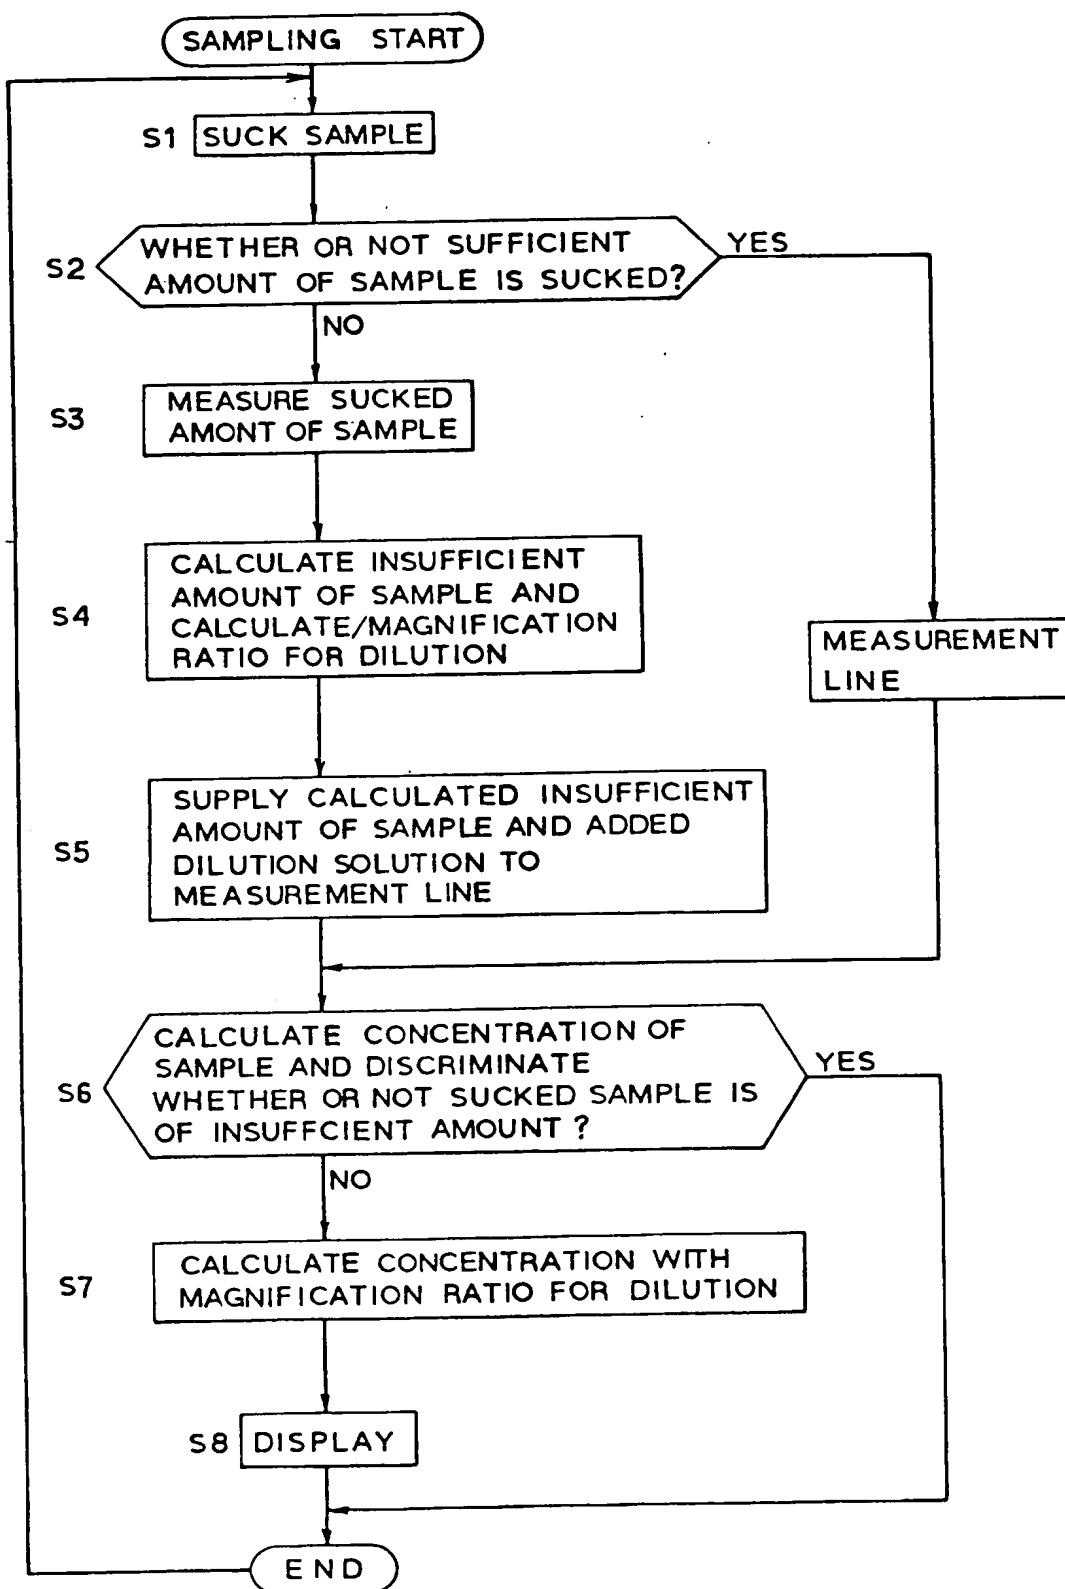 SAMPLING START
S1 SUCK SAMPLE
S2
WHETHER OR NOT SUFFICIENT
AMOUNT OF SAMPLE IS SUCKED?
YES
NO
S3
MEASURE SUCKED
AMONT OF SAMPLE
S4
CALCULATE INSUFFICIENT
AMOUNT OF SAMPLE AND
CALCULATE/MAGNIFICATION
RATIO FOR DILUTION
MEASUREMENT
LINE
S5
SUPPLY CALCULATED INSUFFICIENT
AMOUNT OF SAMPLE AND ADDED
DILUTION SOLUTION TO
MEASUREMENT LINE
S6
CALCULATE CONCENTRATION OF
SAMPLE AND DISCRIMINATE
WHETHER OR NOT SUCKED SAMPLE IS
OF INSUFFCIENT AMOUNT ?
YES
NO
S7
CALCULATE CONCENTRATION WITH
MAGNIFICATION RATIO FOR DILUTION
S8 DISPLAY
END